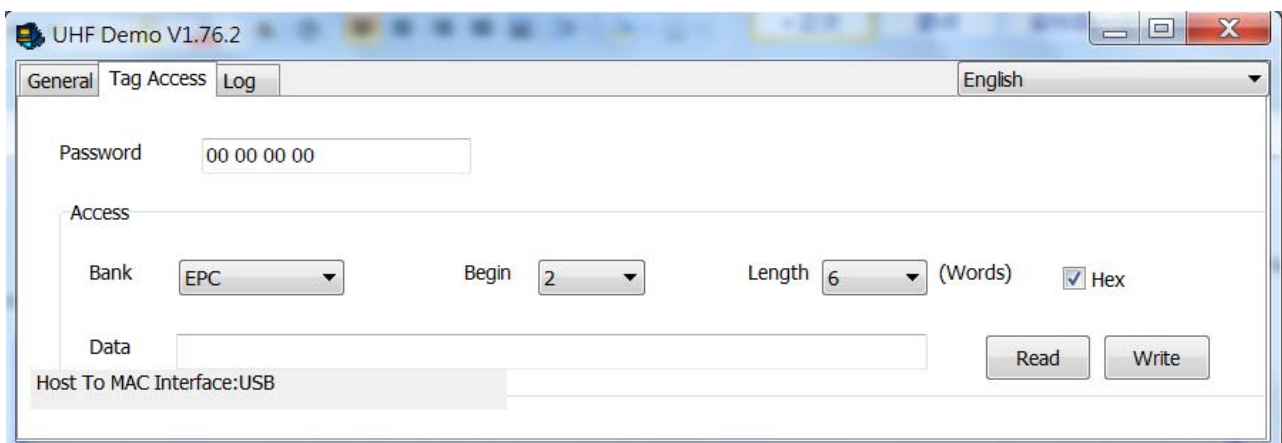 UHF Demo V1.76.2
General Tag Access Log English
Password 00 00 00 00
Access
Bank EPC Begin 2 Length 6 (Words) Hex
Data Read Write
Host To MAC Interface:USB